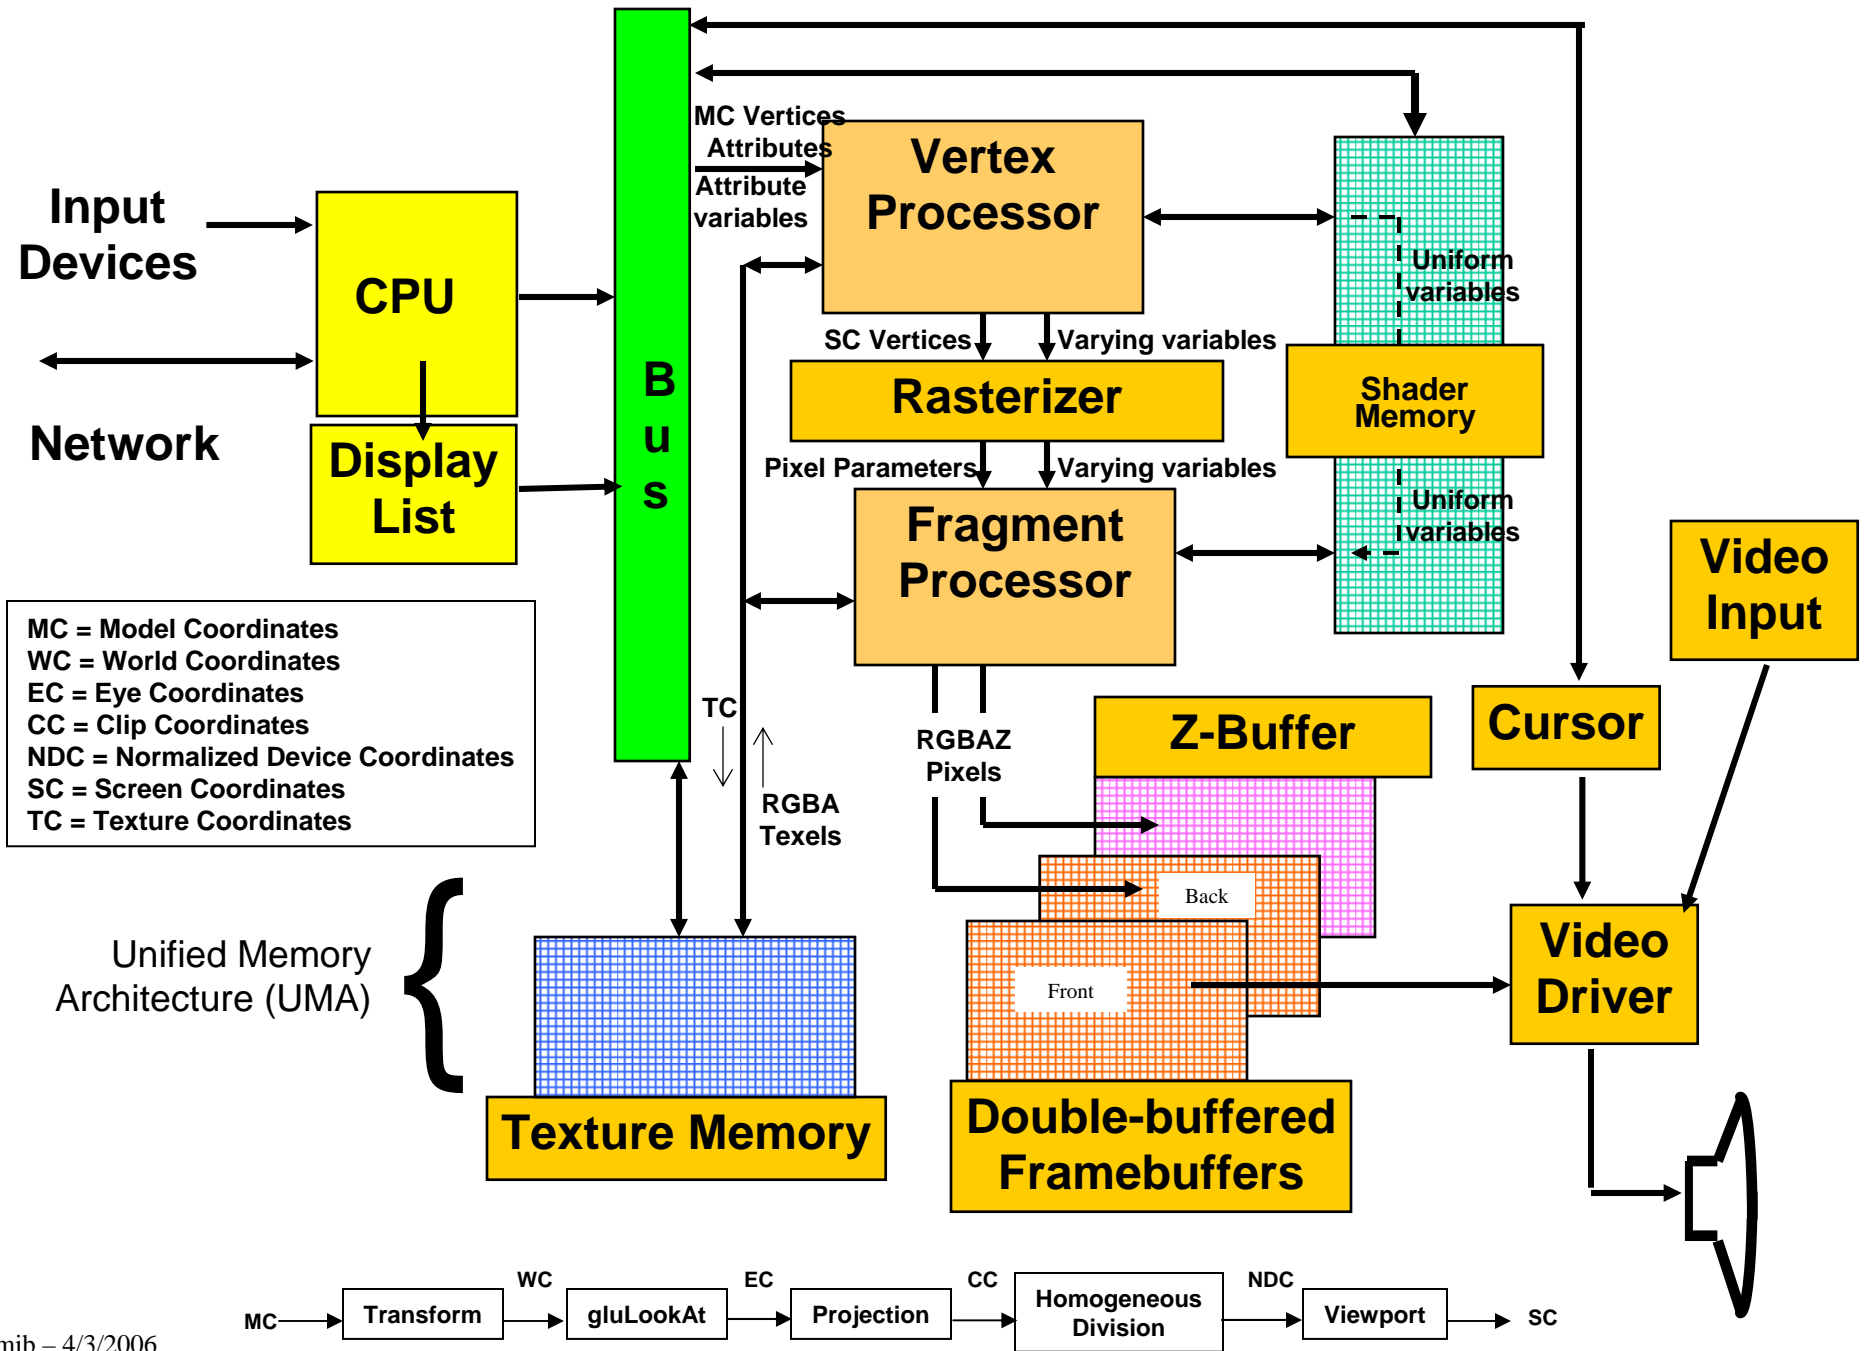 Input
Devices
Network
CPU
Display
List
B
u
s
MC Vertices
Attributes
Attribute
variables
Vertex
Processor
SC Vertices
Varying variables
Rasterizer
Pixel Parameters
Varying variables
Fragment
Processor
Uniform
variables
Shader
Memory
Uniform
variables
Video
Input
MC = Model Coordinates
WC = World Coordinates
EC = Eye Coordinates
CC = Clip Coordinates
NDC = Normalized Device Coordinates
SC = Screen Coordinates
TC = Texture Coordinates
TC
RGBA
Texels
RGBAZ
Pixels
Z-Buffer
Cursor
Back
Front
Video
Driver
Unified Memory
Architecture (UMA)
{
Texture Memory
Double-buffered
Framebuffers
MC
Transform
WC
gluLookAt
EC
Projection
CC
Homogeneous
Division
NDC
Viewport
SC
mjb – 4/3/2006